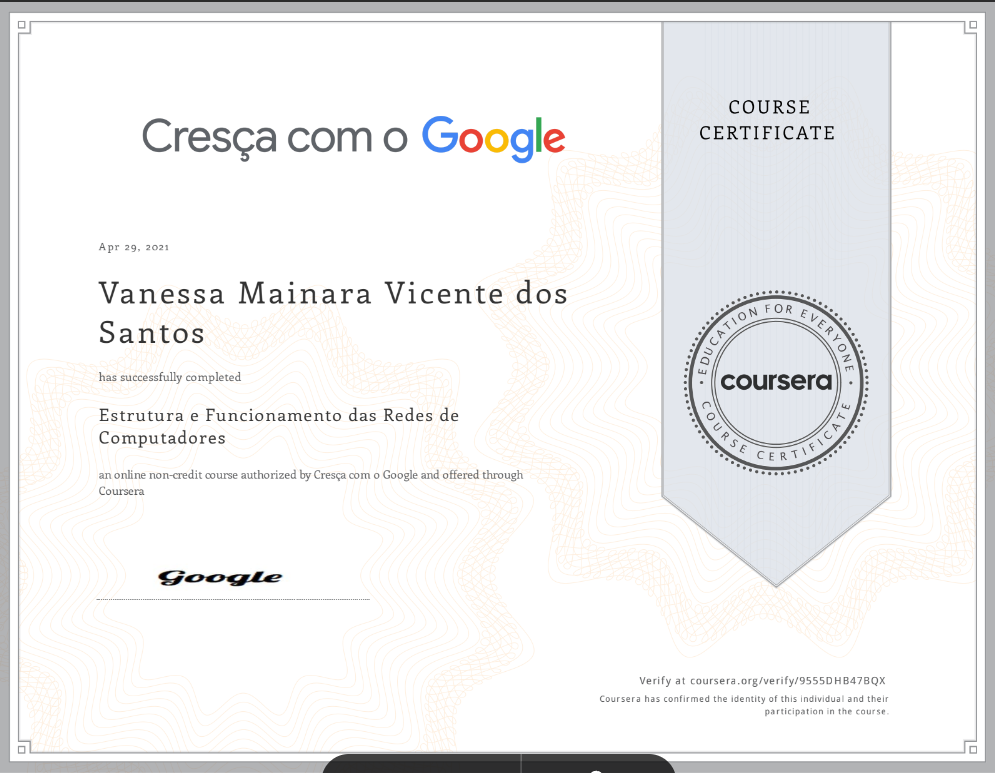 Cresça com o Google
COURSE
CERTIFICATE
Apr 29, 2021
Vanessa Mainara Vicente dos
Santos
has successfully completed
Estrutura e Funcionamento das Redes de
Computadores
an online non-credit course authorized by Cresça com o Google and offered through
Coursera
Google
EDUCATION FOR EVERYONE
coursera
COURSE CERTIFICATE
Verify at coursera.org/verify/9555DHB47BQX
Coursera has confirmed the identity of this individual and their
participation in the course.